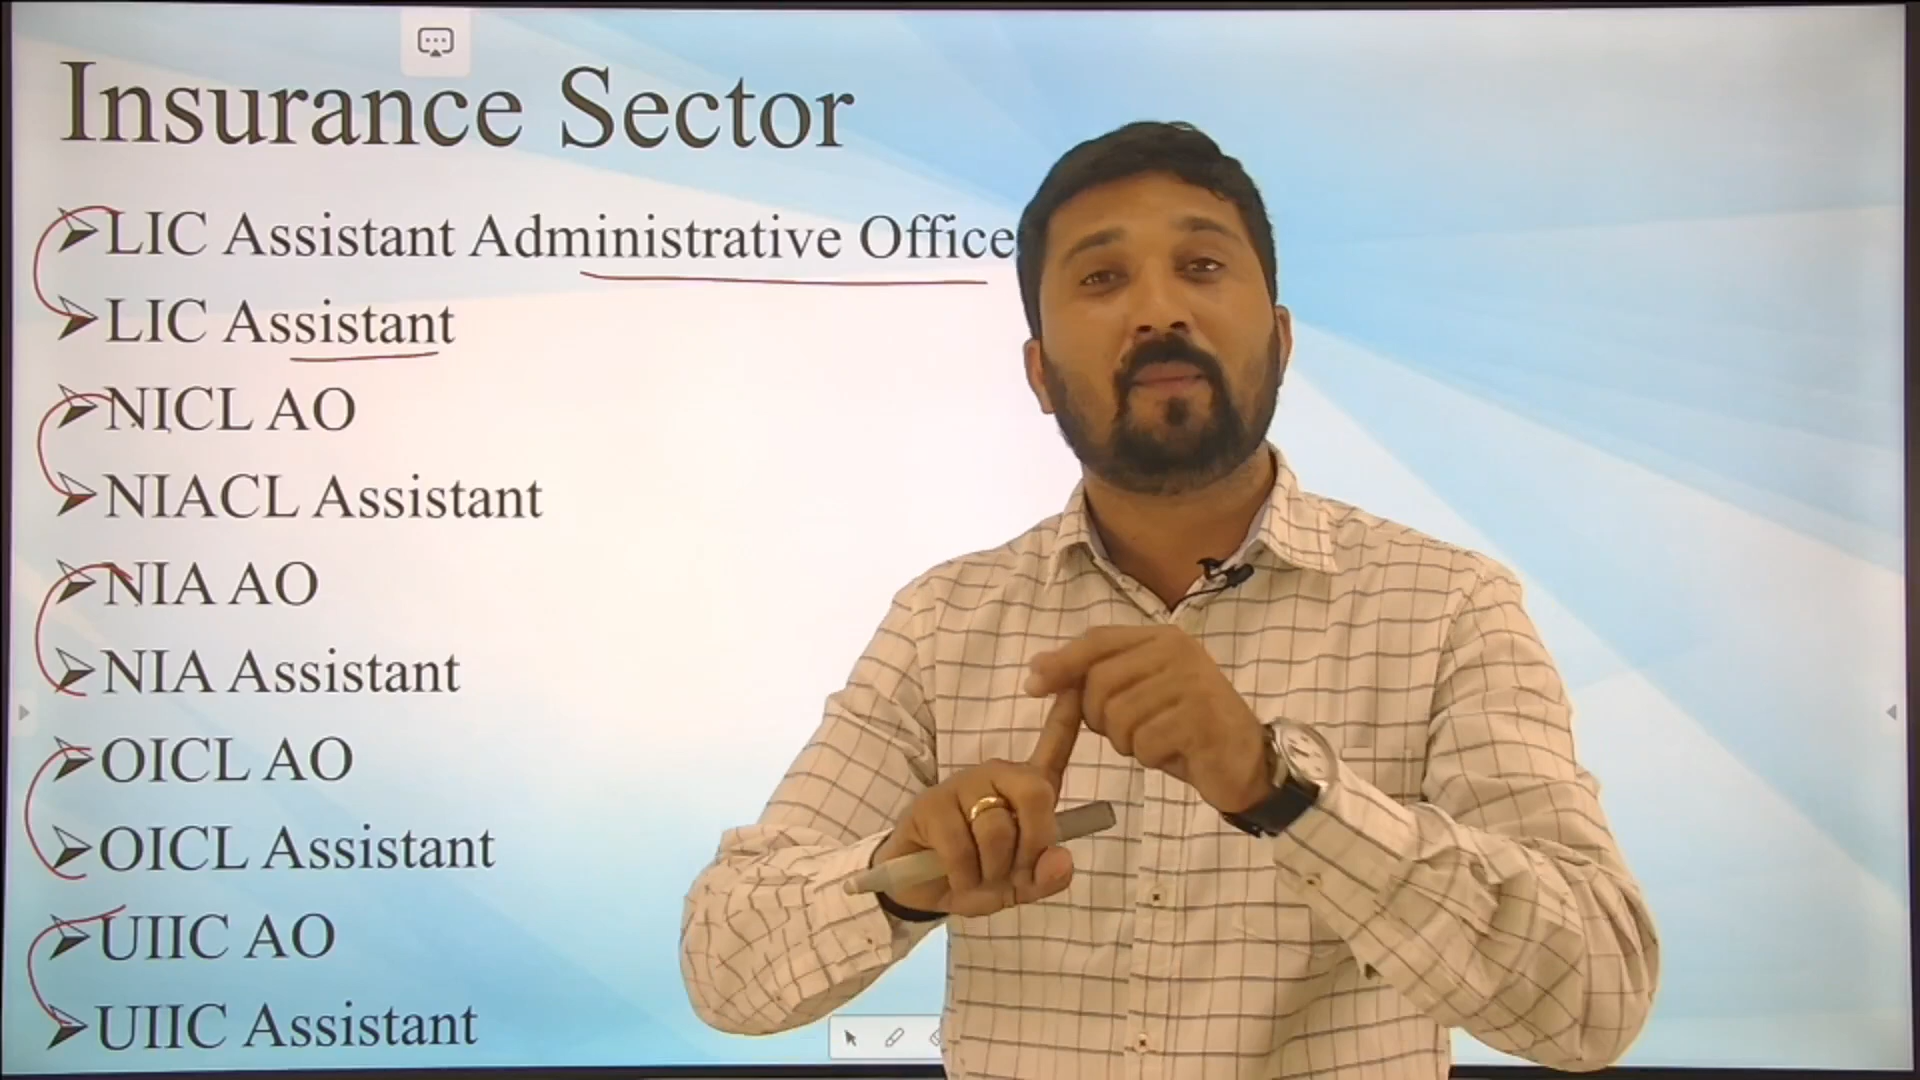 Insurance Sector
LIC Assistant Administrative Office
LIC Assistant
NICL AO
NIACL Assistant
NIA AO
NIA Assistant
OICL AO
OICL Assistant
UIIC AO
UIIC Assistant